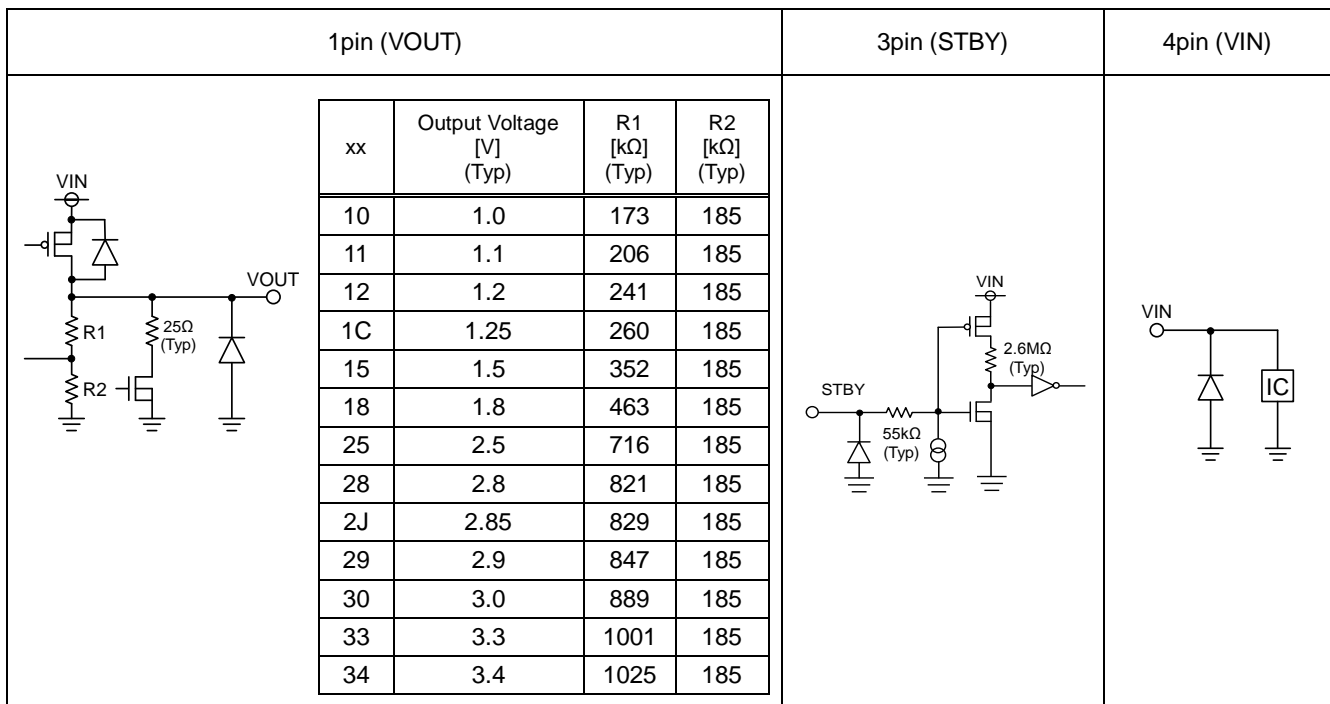 1pin (VOUT)
3pin (STBY)
4pin (VIN)
VIN
VOUT
R1
25Ω
(Typ)
R2
xx
Output Voltage
[V]
(Typ)
R1
[kΩ]
(Typ)
R2
[kΩ]
(Typ)
10 1.0 173 185
11 1.1 206 185
12 1.2 241 185
1C 1.25 260 185
15 1.5 352 185
18 1.8 463 185
25 2.5 716 185
28 2.8 821 185
2J 2.85 829 185
29 2.9 847 185
30 3.0 889 185
33 3.3 1001 185
34 3.4 1025 185
VIN
2.6MΩ
(Typ)
STBY
55kΩ
(Typ)
VIN
IC